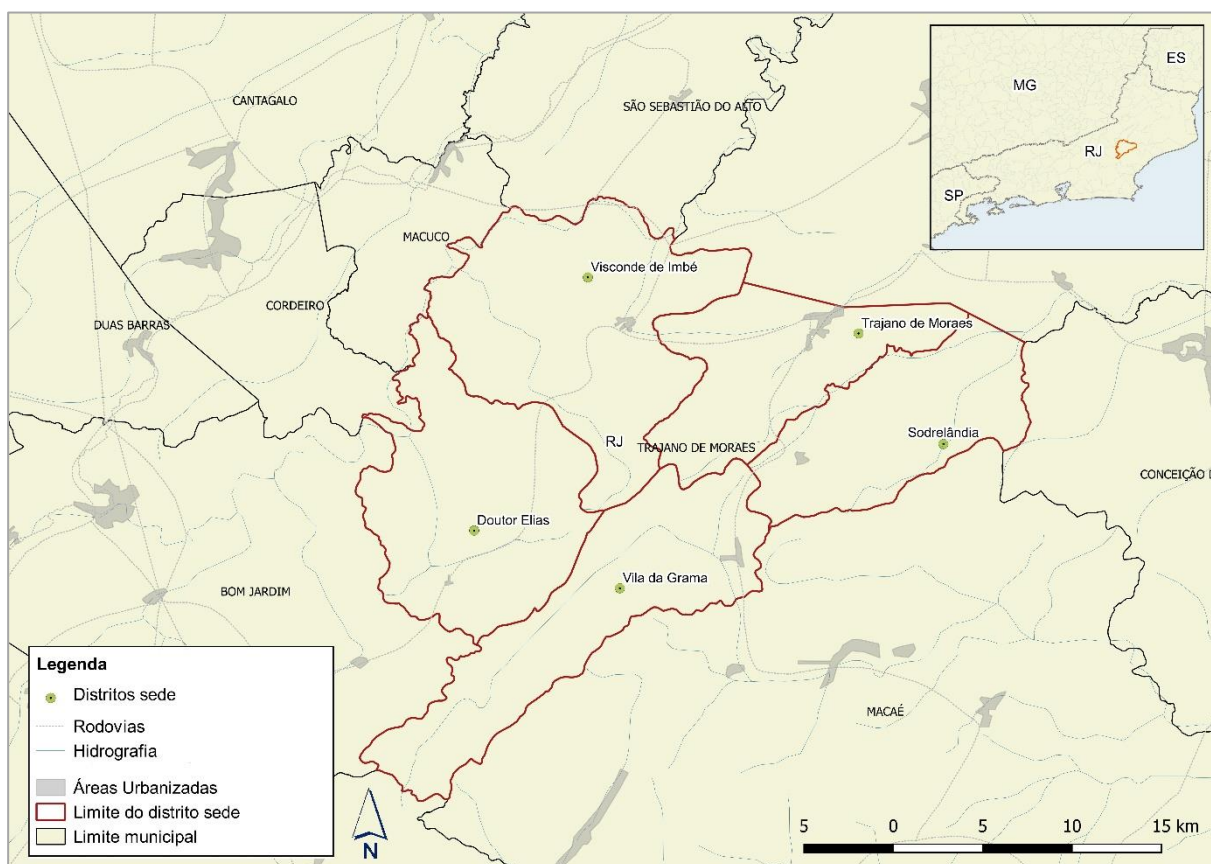 CANTAGALO
SÃO SEBASTIÃO DO ALTO
MACUCO
CORDEIRO
DUAS BARRAS
Visconde de Imbé
Trajano de Moraes
Sodrelândia
RJ
TRAJANO DE MORAES
CONCEIÇÃO D
Doutor Elias
Vila da Grama
BOM JARDIM
MACAÉ
MG
ES
RJ
SP
Legenda
Distritos sede
Rodovias
Hidrografia
Áreas Urbanizadas
Limite do distrito sede
Limite municipal
N
5 0 5 10 15 km